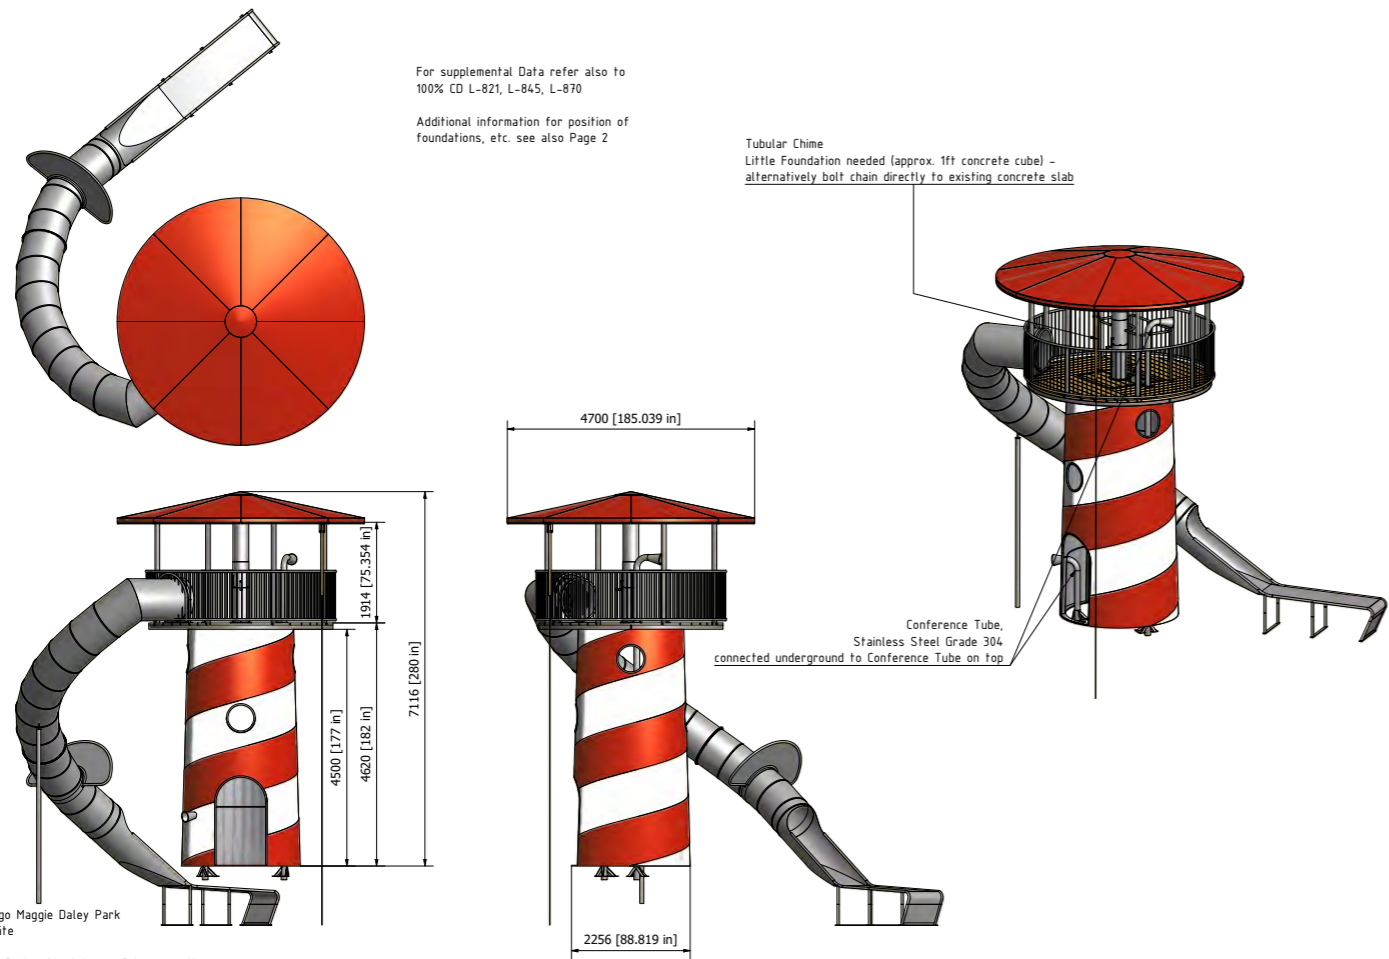 For supplemental Data refer also to
100% CD L-821, L-845, L-870
Additional information for position of
foundations, etc. see also Page 2
Tubular Chime
Little Foundation needed (approx. 1ft concrete cube) -
alternatively bolt chain directly to existing concrete slab
4700 [185.039 in]
1914 [75.354 in]
7116 [280 in]
4500 [177 in]
4620 [182 in]
Conference Tube,
Stainless Steel Grade 304
connected underground to Conference Tube on top
go Maggie Daley Park
ite
2256 [88.819 in]